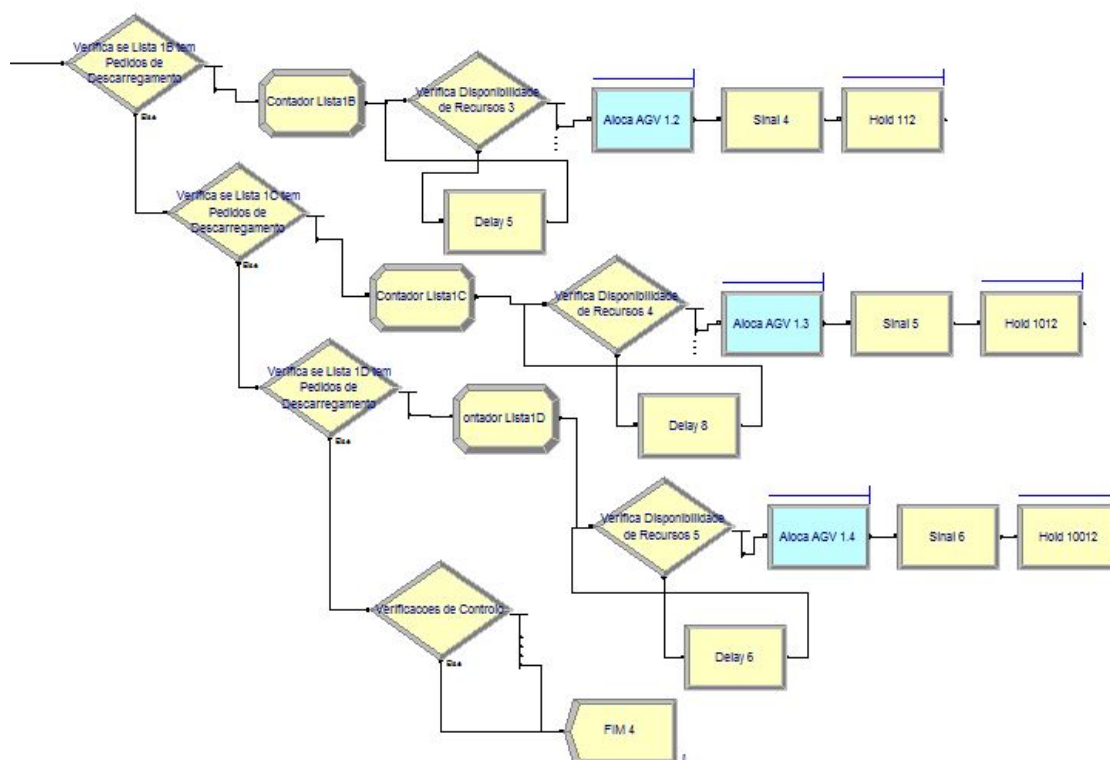 Verifica se Lista 1B tem
Pedidos de
Descarregamento
Else
Contador Lista1B
Verifica Disponibilidade
de Recursos 3
Aloca AGV 1.2
Sinal 4
Hold 112
Delay 5
Verifica se Lista 1C tem
Pedidos de
Descarregamento
Else
Contador Lista1C
Verifica Disponibilidade
de Recursos 4
Aloca AGV 1.3
Sinal 5
Hold 1012
Delay 8
Verifica se Lista 1D tem
Pedidos de
Descarregamento
Else
ontador Lista1D
Verifica Disponibilidade
de Recursos 5
Aloca AGV 1.4
Sinal 6
Hold 10012
Delay 6
Verificacoes de Controlo
Else
FIM 4